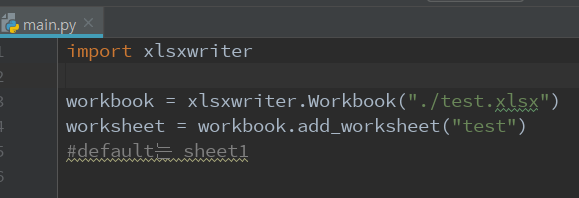 main.py
1 import xlsxwriter
2
3 workbook = xlsxwriter.Workbook("./test.xlsx")
4 worksheet = workbook.add_worksheet("test")
5 #default는 sheet1
6